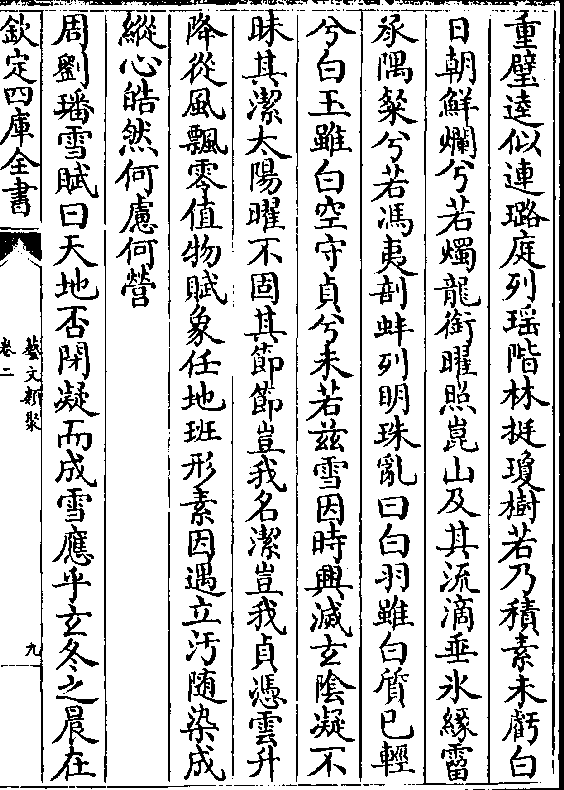 重璧逵似連璐庭列瑶階林挺瓊樹若乃積素未虧白
日朝鮮爛兮若燭龍銜曜照崑山及其流滴垂氷緣霤
承隅粲兮若馮夷剖蚌列明珠亂曰白羽雖白質已輕
兮白玉雖白空守貞兮未若茲雪因時興滅玄陰凝不
昧其潔太陽曜不固其節節豈我名潔豈我貞憑雲升
降從風飄零值物賦象任地班形素因遇立汚隨染成
縱心皓然何慮何營
周劉璠雪賦曰天地否閉凝而成雪應乎玄冬之晨在
欽定四庫全書
藝文類聚
卷二
九